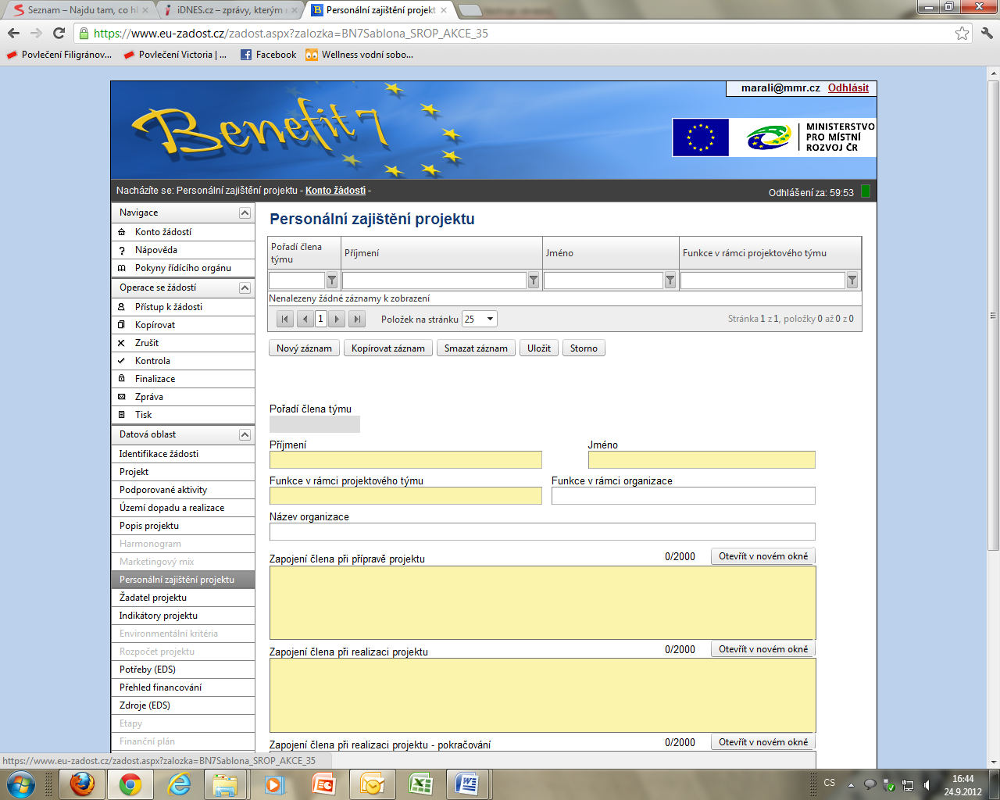 Seznam – Najdu tam, co hl
iDNES.cz – zprávy, kterým
Personální zajištění projekt
https://www.eu-zadost.cz/zadost.aspx?zalozka=BN7Sablona_SROP_AKCE_35
Povlečení Filigránov...
Povlečení Victoria | ...
Facebook
Wellness vodní sobo...
marali@mmr.cz Odhlásit
Benefit 7
MINISTERSTVO
PRO MÍSTNÍ
ROZVOJ ČR
Nacházíte se: Personální zajištění projektu - Konto žádostí -
Odhlášení za: 59:53
Navigace
Konto žádostí
Nápověda
Pokyny řídícího orgánu
Operace se žádostí
Přístup k žádosti
Kopírovat
Zrušit
Kontrola
Finalizace
Zpráva
Tisk
Datová oblast
Identifikace žádosti
Projekt
Podporované aktivity
Území dopadu a realizace
Popis projektu
Harmonogram
Marketingový mix
Personální zajištění projektu
Žadatel projektu
Indikátory projektu
Environmentální kritéria
Rozpočet projektu
Potřeby (EDS)
Přehled financování
Zdroje (EDS)
Etapy
Finanční plán
Personální zajištění projektu
Pořadí člena týmu
Příjmení
Jméno
Funkce v rámci projektového týmu
Nenalezeny žádné záznamy k zobrazení
1
Položek na stránku 25
Stránka 1 z 1, položky 0 až 0 z 0
Nový záznam
Kopírovat záznam
Smazat záznam
Uložit
Storno
Pořadí člena týmu
Příjmení
Jméno
Funkce v rámci projektového týmu
Funkce v rámci organizace
Název organizace
Zapojení člena při přípravě projektu
0/2000
Otevřít v novém okně
Zapojení člena při realizaci projektu
0/2000
Otevřít v novém okně
Zapojení člena při realizaci projektu - pokračování
0/2000
Otevřít v novém okně
https://www.eu-zadost.cz/zadost.aspx?zalozka=BN7Sablona_SROP_AKCE_35
CS
16:44
24.9.2012